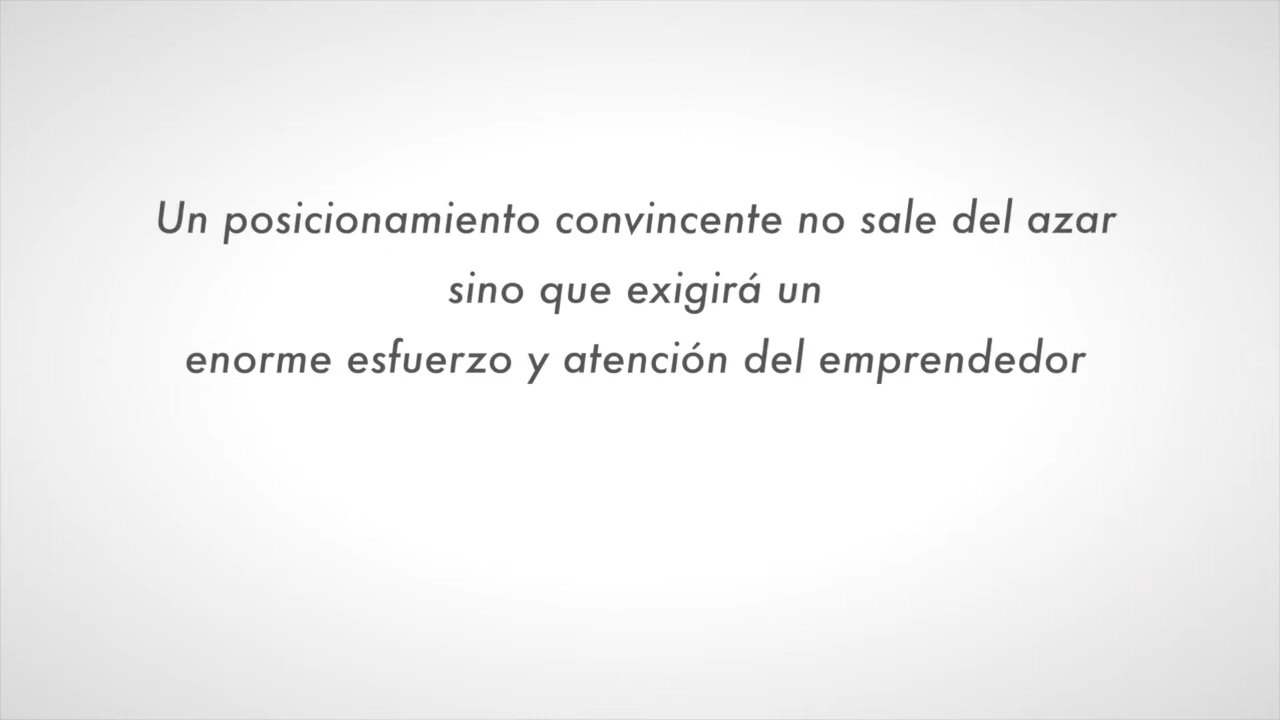 Un posicionamiento convincente no sale del azar
sino que exigirá un
enorme esfuerzo y atención del emprendedor